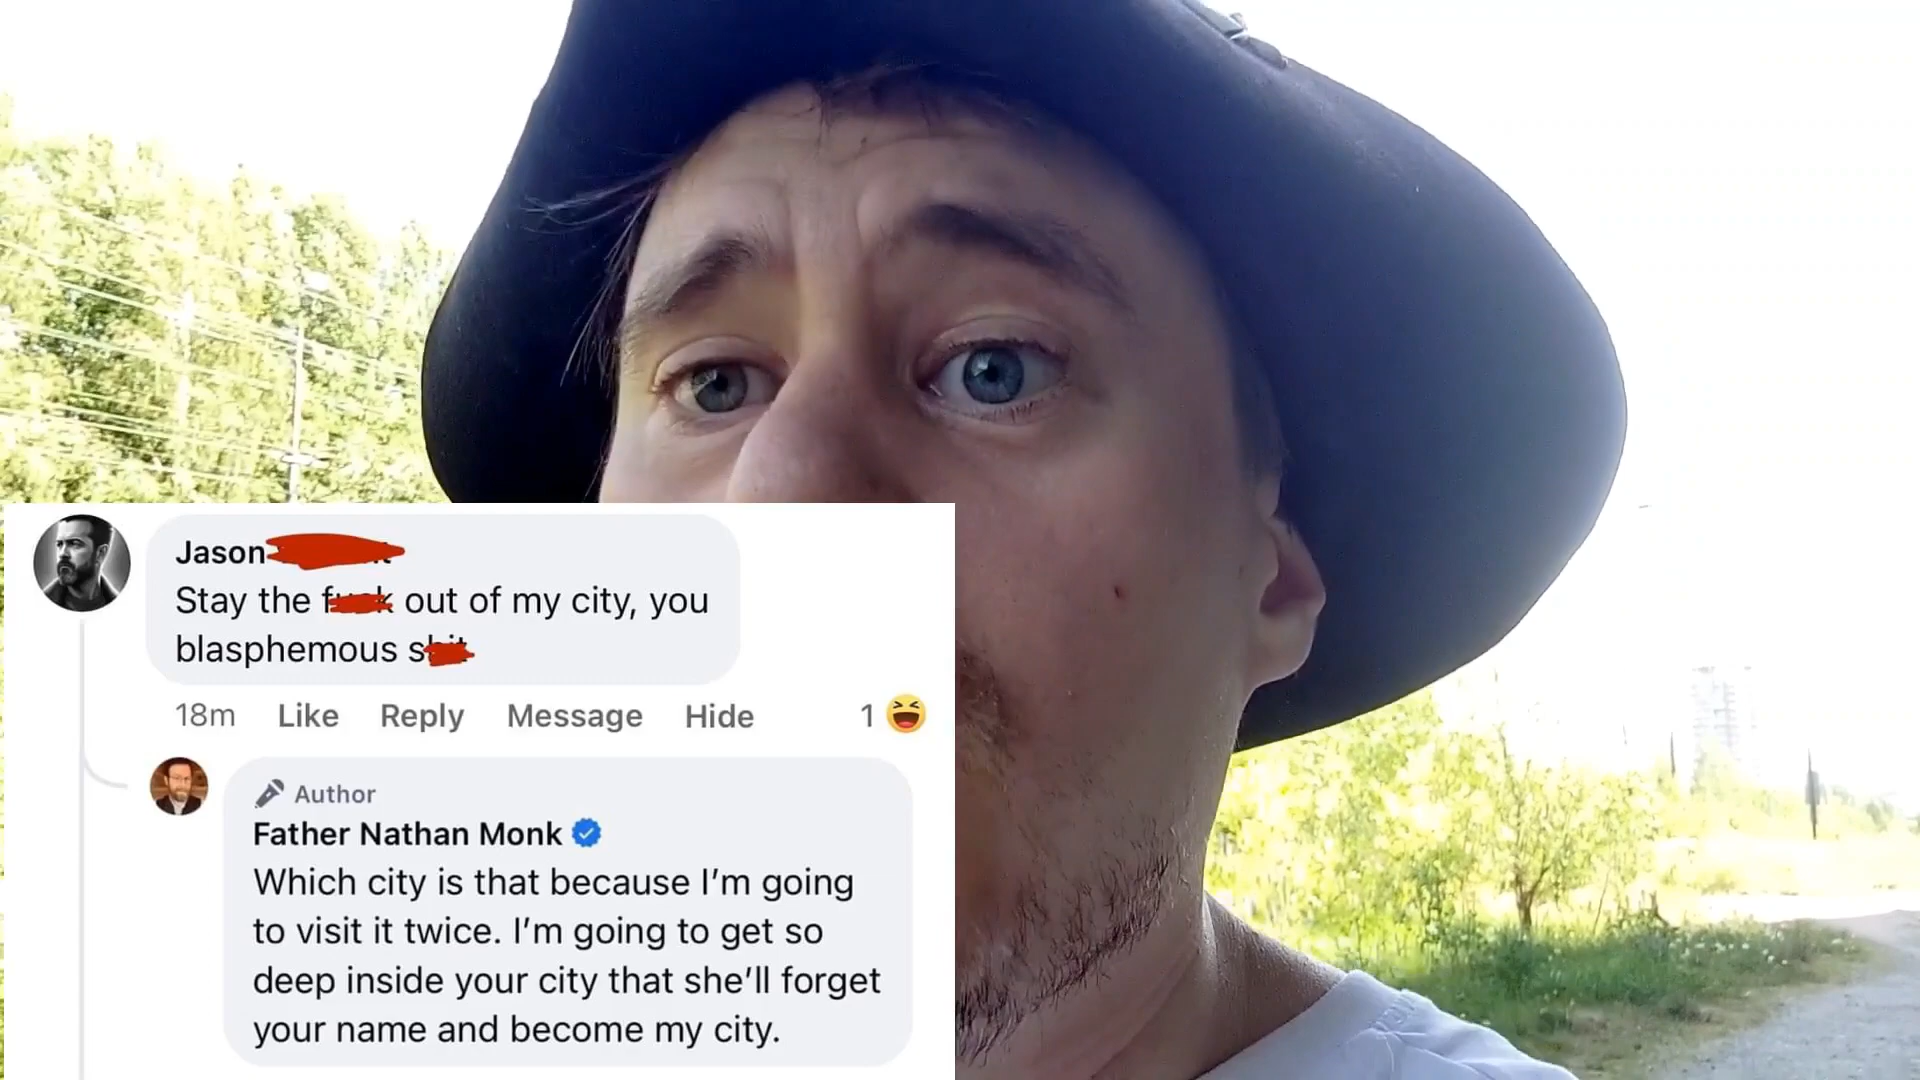 Jason
Stay the out of my city, you
blasphemous
18m Like Reply Message Hide 1
Author
Father Nathan Monk
Which city is that because I’m going
to visit it twice. I’m going to get so
deep inside your city that she’ll forget
your name and become my city.